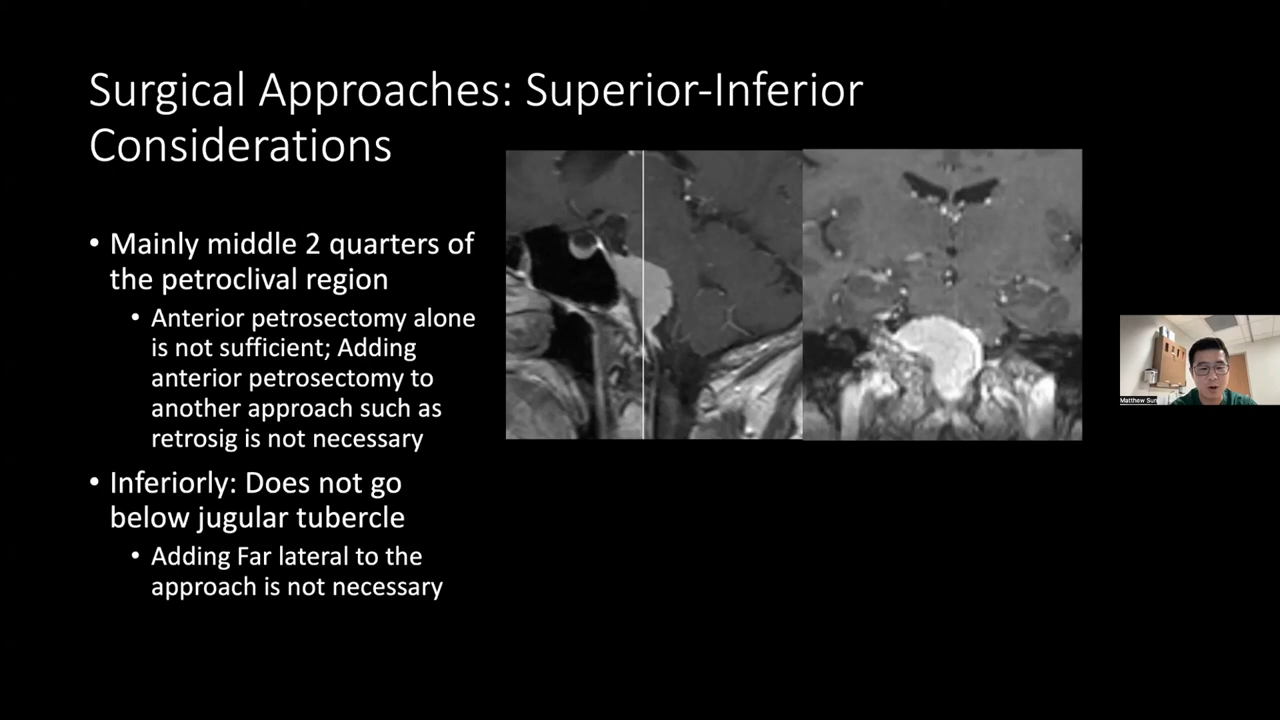 Surgical Approaches: Superior-Inferior
Considerations
• Mainly middle 2 quarters of
the petroclival region
• Anterior petrosectomy alone
is not sufficient; Adding
anterior petrosectomy to
another approach such as
retrosig is not necessary
• Inferiorly: Does not go
below jugular tubercle
• Adding Far lateral to the
approach is not necessary
Matthew Sun